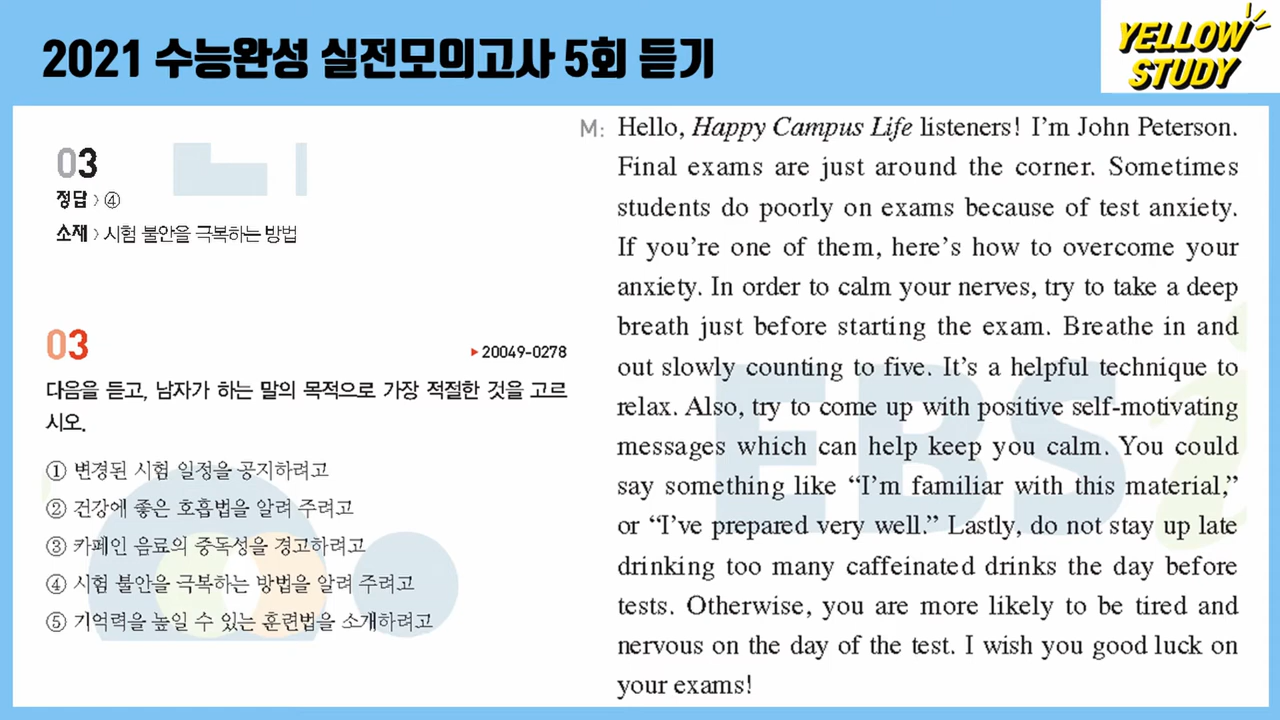 2021 수능완성 실전모의고사 5회 듣기
YELLOW
STUDY
03
정답 > ④
소재 > 시험 불안을 극복하는 방법
03
▶20049-0278
다음을 듣고, 남자가 하는 말의 목적으로 가장 적절한 것을 고르
시오.
① 변경된 시험 일정을 공지하려고
② 건강에 좋은 호흡법을 알려 주려고
③ 카페인 음료의 중독성을 경고하려고
④ 시험 불안을 극복하는 방법을 알려 주려고
⑤ 기억력을 높일 수 있는 훈련법을 소개하려고
M: Hello, Happy Campus Life listeners! I’m John Peterson.
Final exams are just around the corner. Sometimes
students do poorly on exams because of test anxiety.
If you’re one of them, here’s how to overcome your
anxiety. In order to calm your nerves, try to take a deep
breath just before starting the exam. Breathe in and
out slowly counting to five. It’s a helpful technique to
relax. Also, try to come up with positive self-motivating
messages which can help keep you calm. You could
say something like “I’m familiar with this material,”
or “I’ve prepared very well.” Lastly, do not stay up late
drinking too many caffeinated drinks the day before
tests. Otherwise, you are more likely to be tired and
nervous on the day of the test. I wish you good luck on
your exams!
EBSi